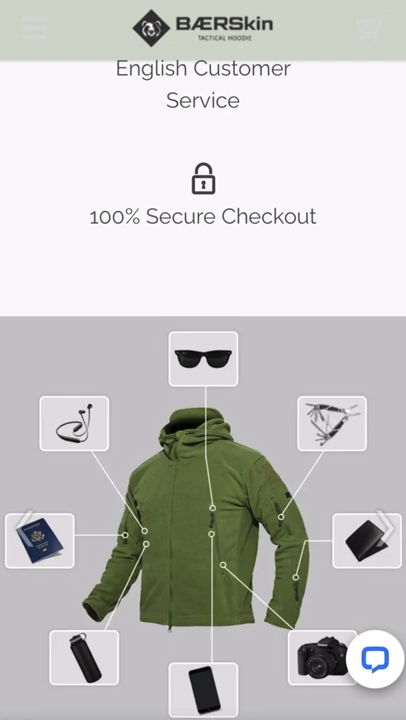 BÆRSkin
TACTICAL HOODIE
English Customer
Service
100% Secure Checkout